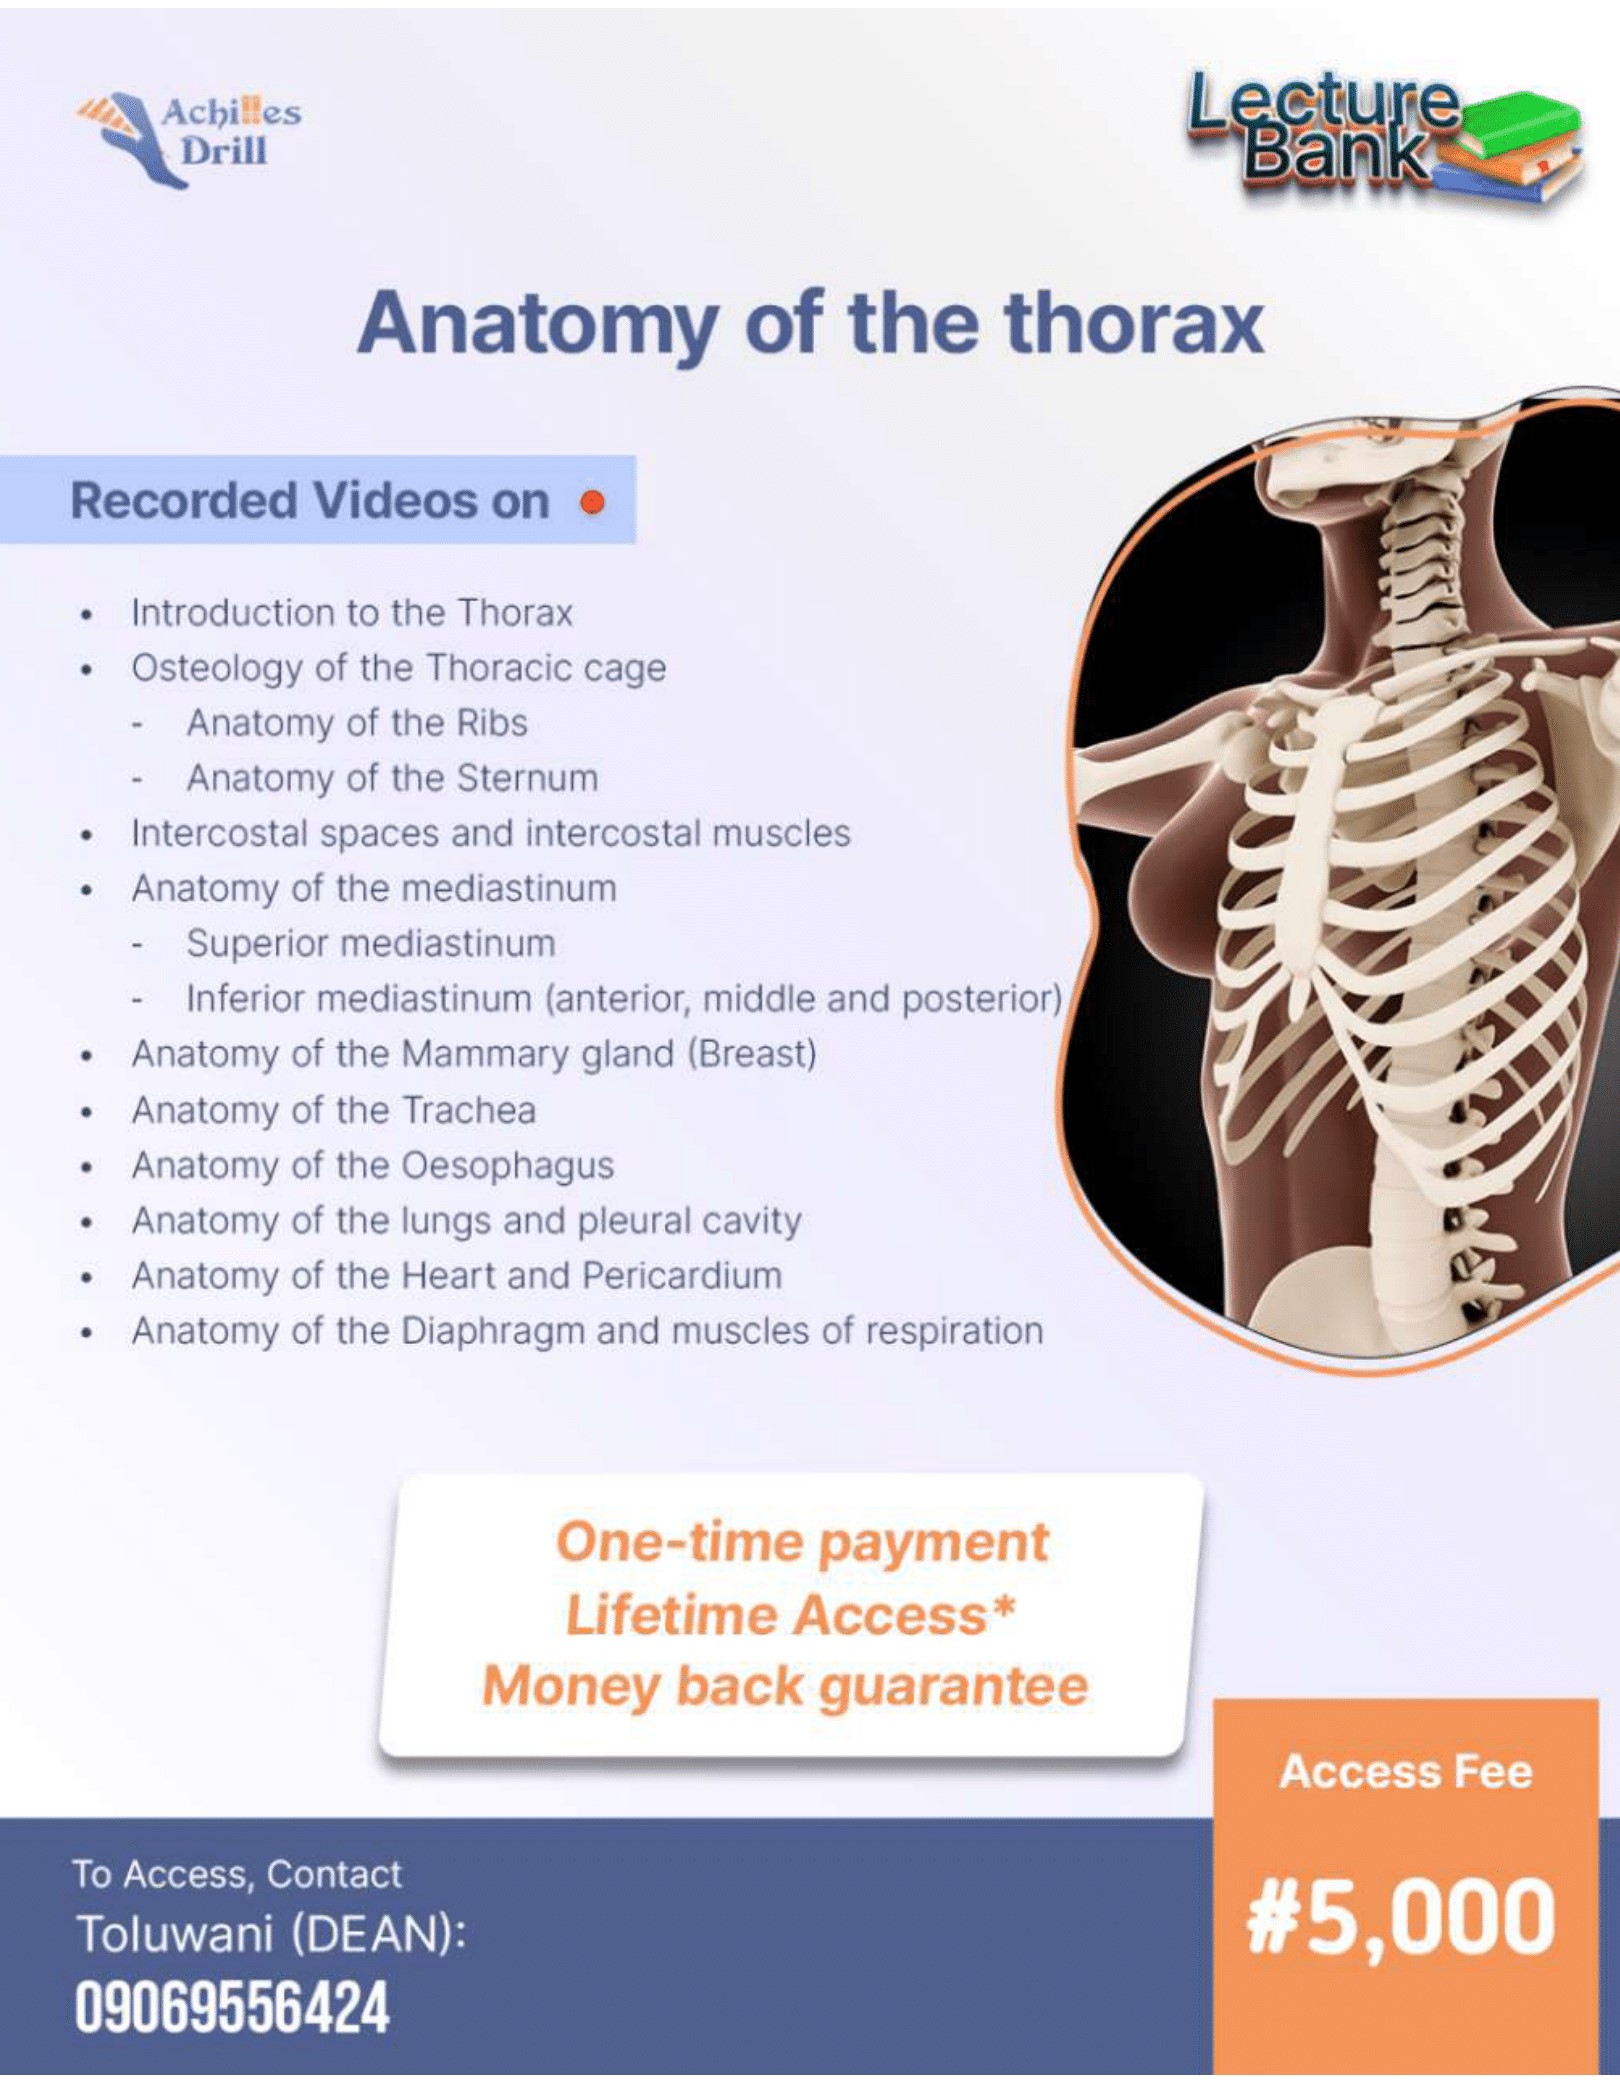 Achilles
Drill
Lecture
Bank
Anatomy of the thorax
Recorded Videos on
• Introduction to the Thorax
• Osteology of the Thoracic cage
- Anatomy of the Ribs
- Anatomy of the Sternum
• Intercostal spaces and intercostal muscles
• Anatomy of the mediastinum
- Superior mediastinum
- Inferior mediastinum (anterior, middle and posterior)
• Anatomy of the Mammary gland (Breast)
• Anatomy of the Trachea
• Anatomy of the Oesophagus
• Anatomy of the lungs and pleural cavity
• Anatomy of the Heart and Pericardium
• Anatomy of the Diaphragm and muscles of respiration
One-time payment
Lifetime Access*
Money back guarantee
Access Fee
#5,000
To Access, Contact
Toluwani (DEAN):
09069556424